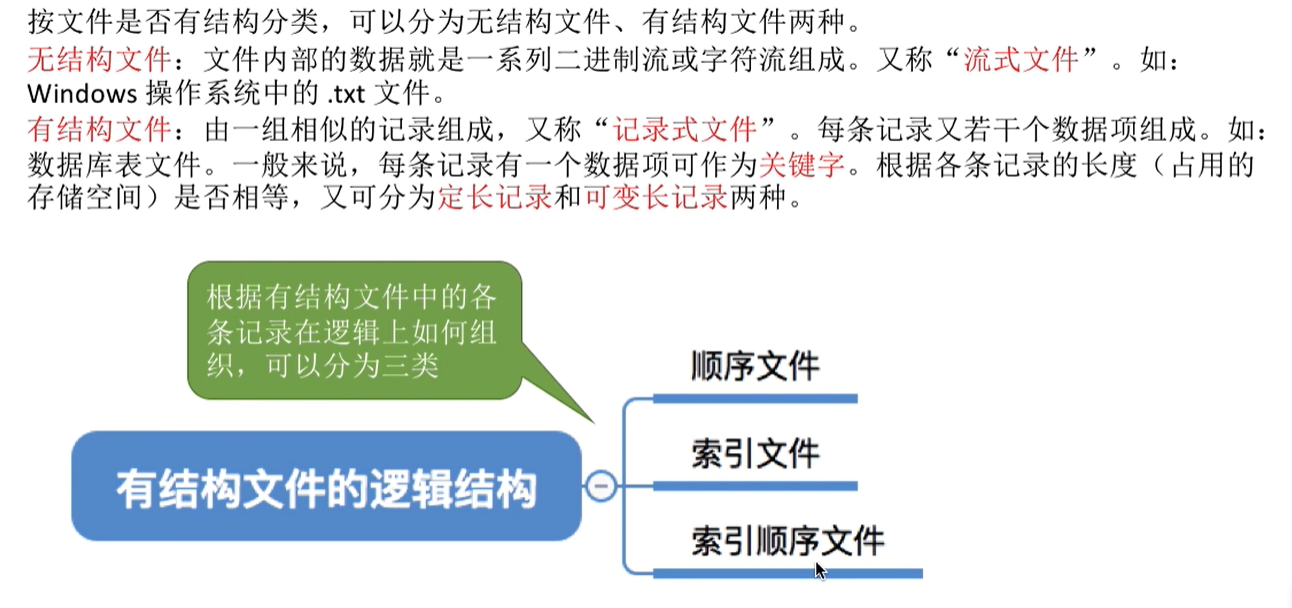 按文件是否有结构分类，可以分为无结构文件、有结构文件两种。
无结构文件：文件内部的数据就是一系列二进制流或字符流组成。又称“流式文件”。如：
Windows 操作系统中的 .txt 文件。
有结构文件：由一组相似的记录组成，又称“记录式文件”。每条记录又若干个数据项组成。如：
数据库表文件。一般来说，每条记录有一个数据项可作为关键字。根据各条记录的长度（占用的
存储空间）是否相等，又可分为定长记录和可变长记录两种。
根据有结构文件中的各
条记录在逻辑上如何组
织，可以分为三类
有结构文件的逻辑结构
顺序文件
索引文件
索引顺序文件